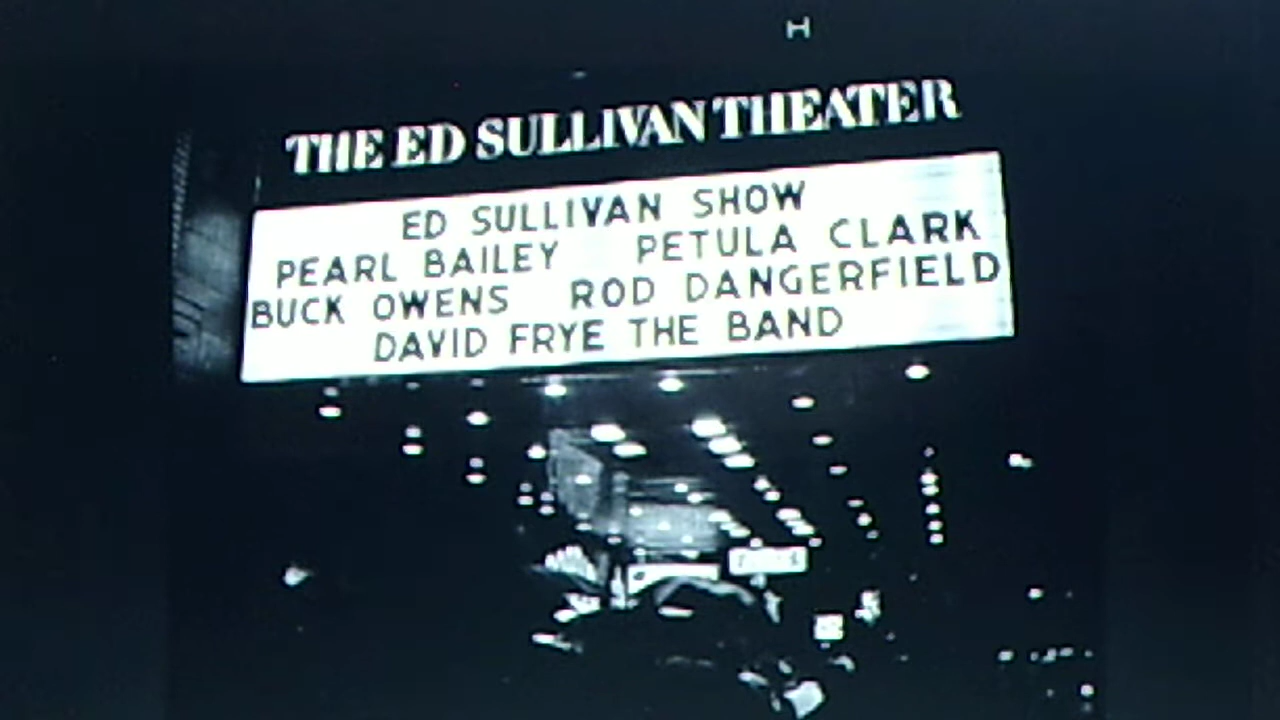 H
THE ED SULLIVAN THEATER
ED SULLIVAN SHOW
PEARL BAILEY PETULA CLARK
BUCK OWENS ROD DANGERFIELD
DAVID FRYE THE BAND